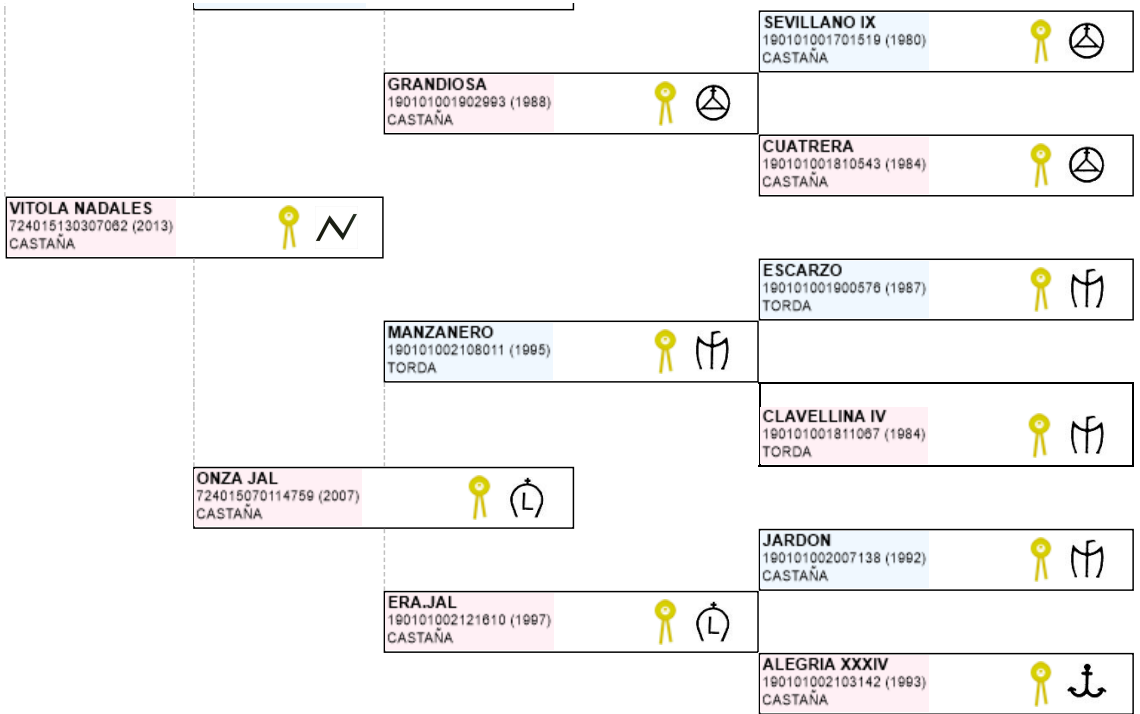 SEVILLANO IX
190101001701519 (1980)
CASTAÑA
GRANDIOSA
190101001902993 (1988)
CASTAÑA
CUATRERA
190101001810543 (1984)
CASTAÑA
VITOLA NADALES
724015130307062 (2013)
CASTAÑA
ESCARZO
190101001900576 (1987)
TORDA
MANZANERO
190101002108011 (1995)
TORDA
CLAVELLINA IV
190101001811067 (1984)
TORDA
ONZA JAL
724015070114759 (2007)
CASTAÑA
L
JARDON
190101002007138 (1992)
CASTAÑA
ERA.JAL
190101002121610 (1997)
CASTAÑA
L
ALEGRIA XXXIV
190101002103142 (1993)
CASTAÑA